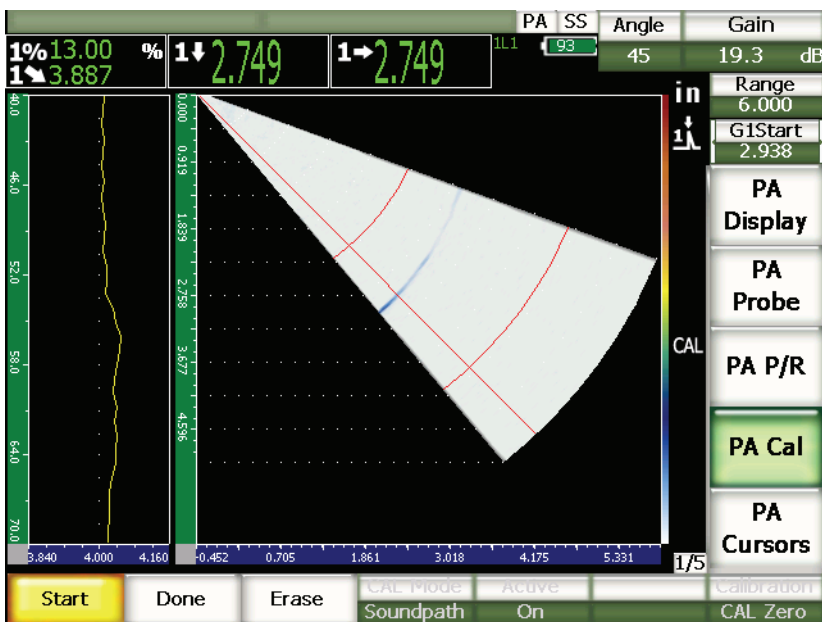 PA SS Angle Gain
1% 13.00 % 1 2.749 1 2.749 1L1 93 45 19.3 dB
1 3.887
in
Range
6.000
G1Start
2.938
1
PA
Display
PA
Probe
PA P/R
CAL
PA Cal
PA
Cursors
40.0 46.0 52.0 58.0 64.0 70.0
0.000 0.919 1.839 2.758 3.677 4.596
3.840 4.000 4.160 -0.452 0.705 1.861 3.018 4.175 5.331 1/5
Start Done Erase CAL Mode Active Calibration
Soundpath On CAL Zero